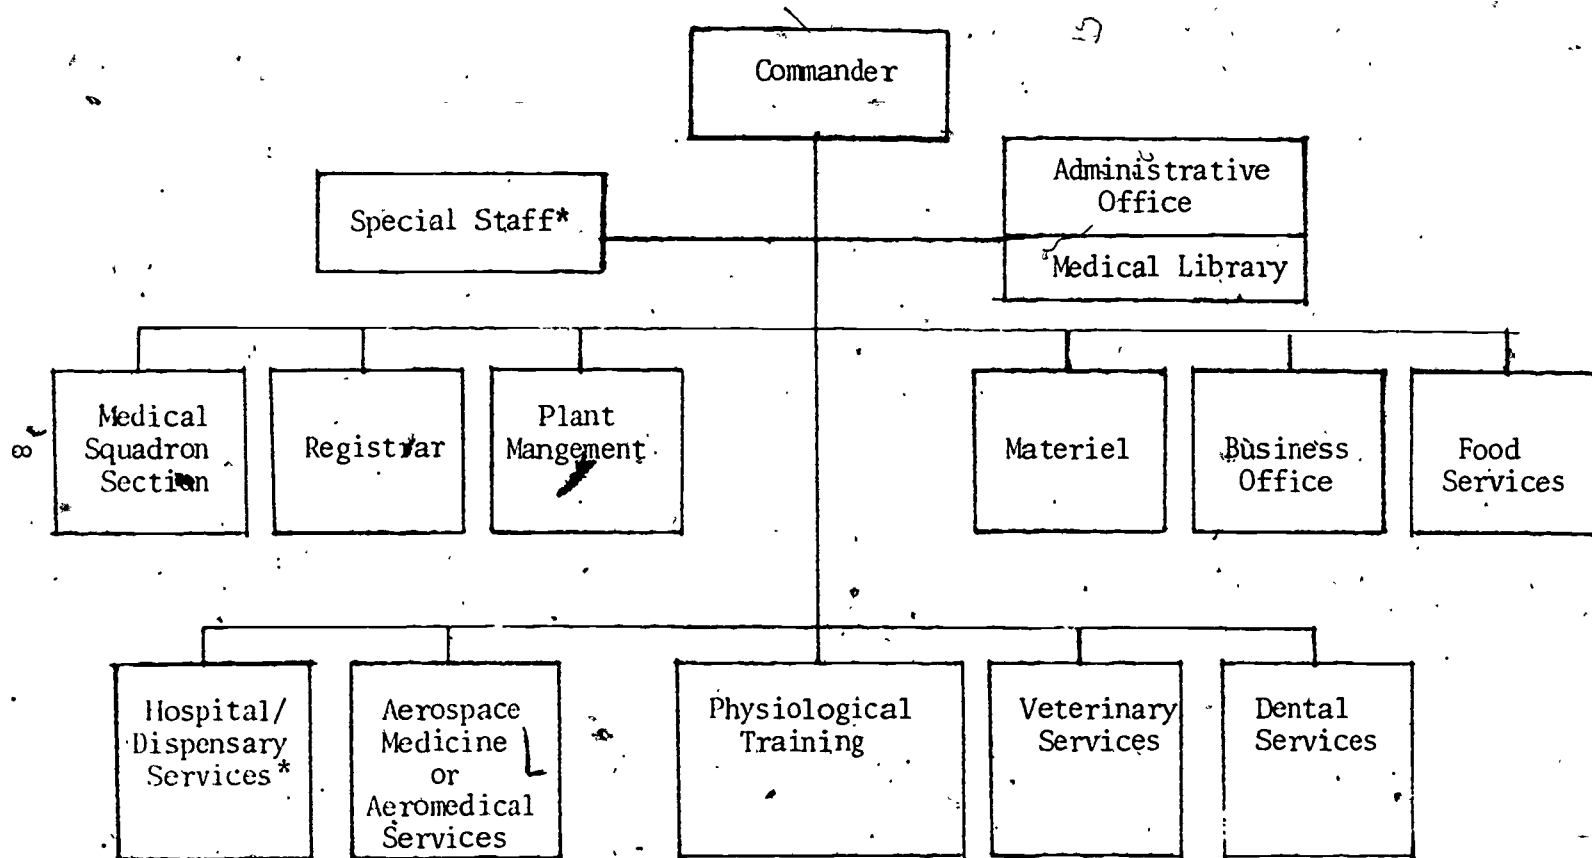 Commander
Special Staff*
Administrative
Office
Medical Library
Medical
Squadron
Section
Registrar
Plant
Mangement
Materiel
Business
Office
Food
Services
Hospital/
Dispensary
Services*
Aerospace
Medicine
or
Aeromedical
Services
Physiological
Training
Veterinary
Services
Dental
Services
8